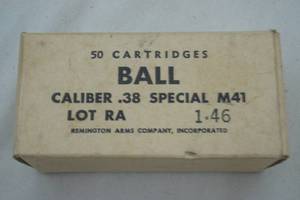 50 CARTRIDGES
BALL
CALIBER .38 SPECIAL M41
LOT RA 1-46
REMINGTON ARMS COMPANY, INCORPORATED